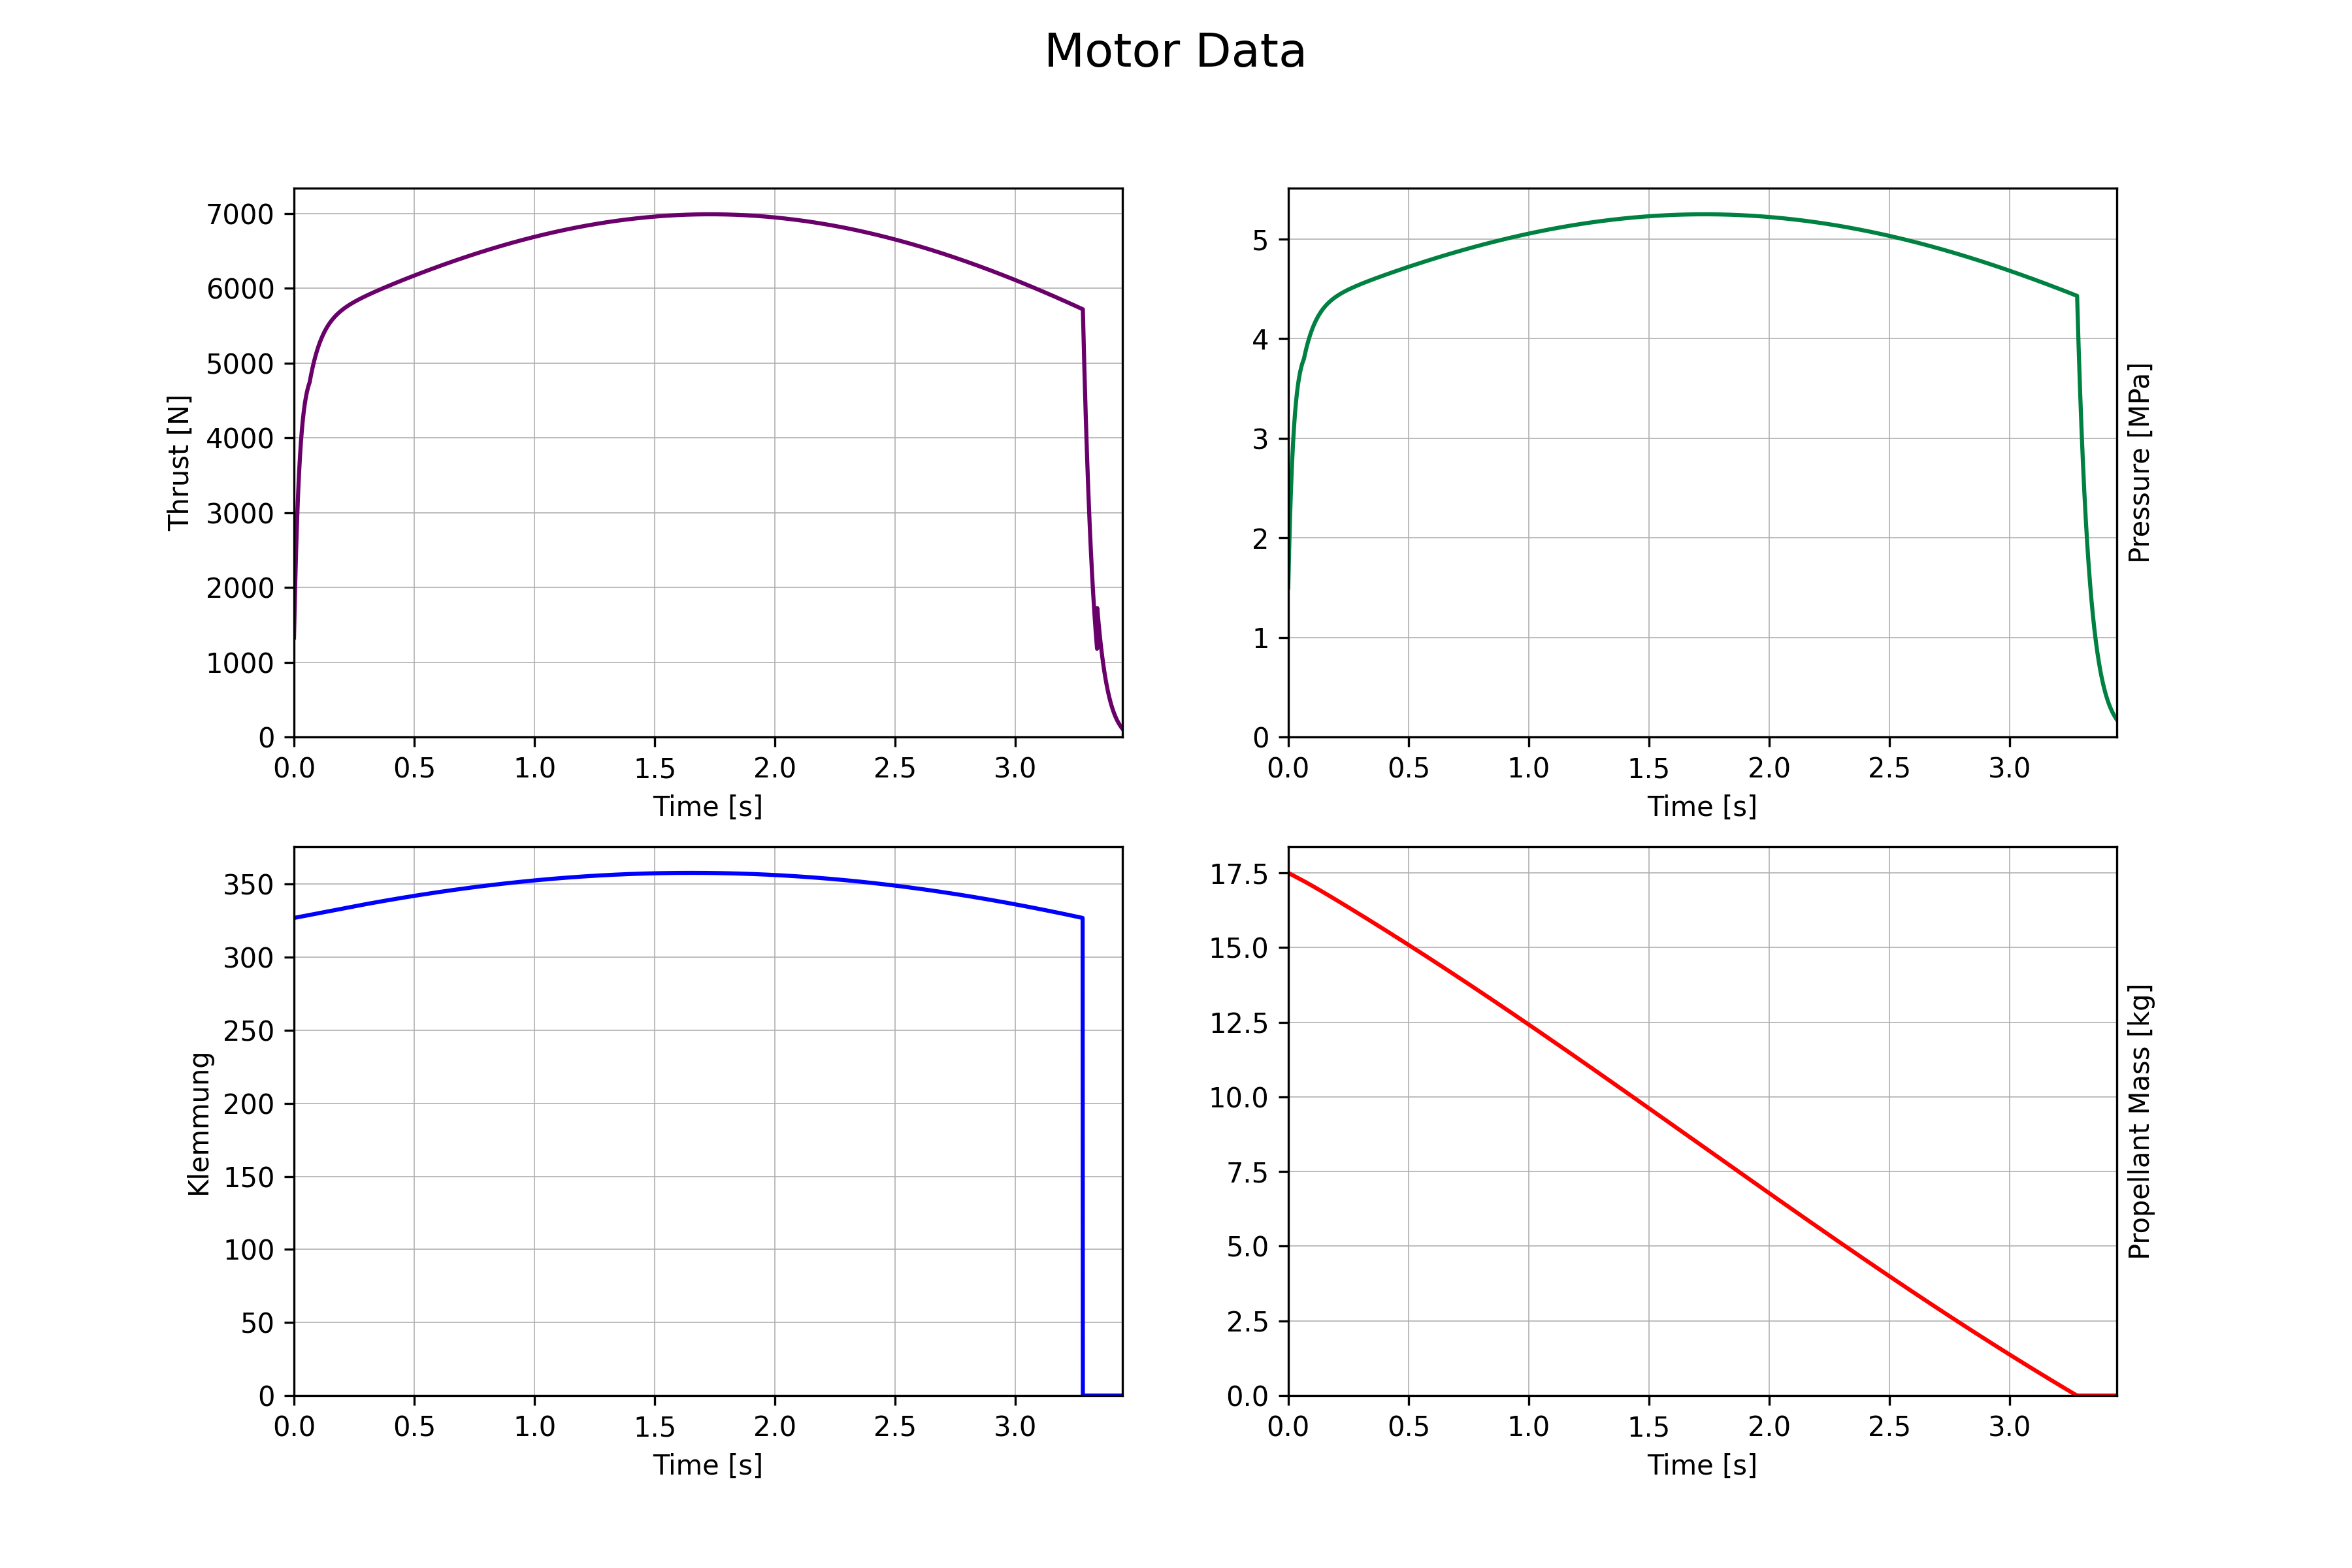 Motor Data
7000
6000
5000
4000
3000
2000
1000
0
Thrust [N]
0.0 0.5 1.0 1.5 2.0 2.5 3.0
Time [s]
5
4
3
2
1
0
Pressure [MPa]
0.0 0.5 1.0 1.5 2.0 2.5 3.0
Time [s]
350
300
250
200
150
100
50
0
Klemmung
0.0 0.5 1.0 1.5 2.0 2.5 3.0
Time [s]
17.5
15.0
12.5
10.0
7.5
5.0
2.5
0.0
Propellant Mass [kg]
0.0 0.5 1.0 1.5 2.0 2.5 3.0
Time [s]